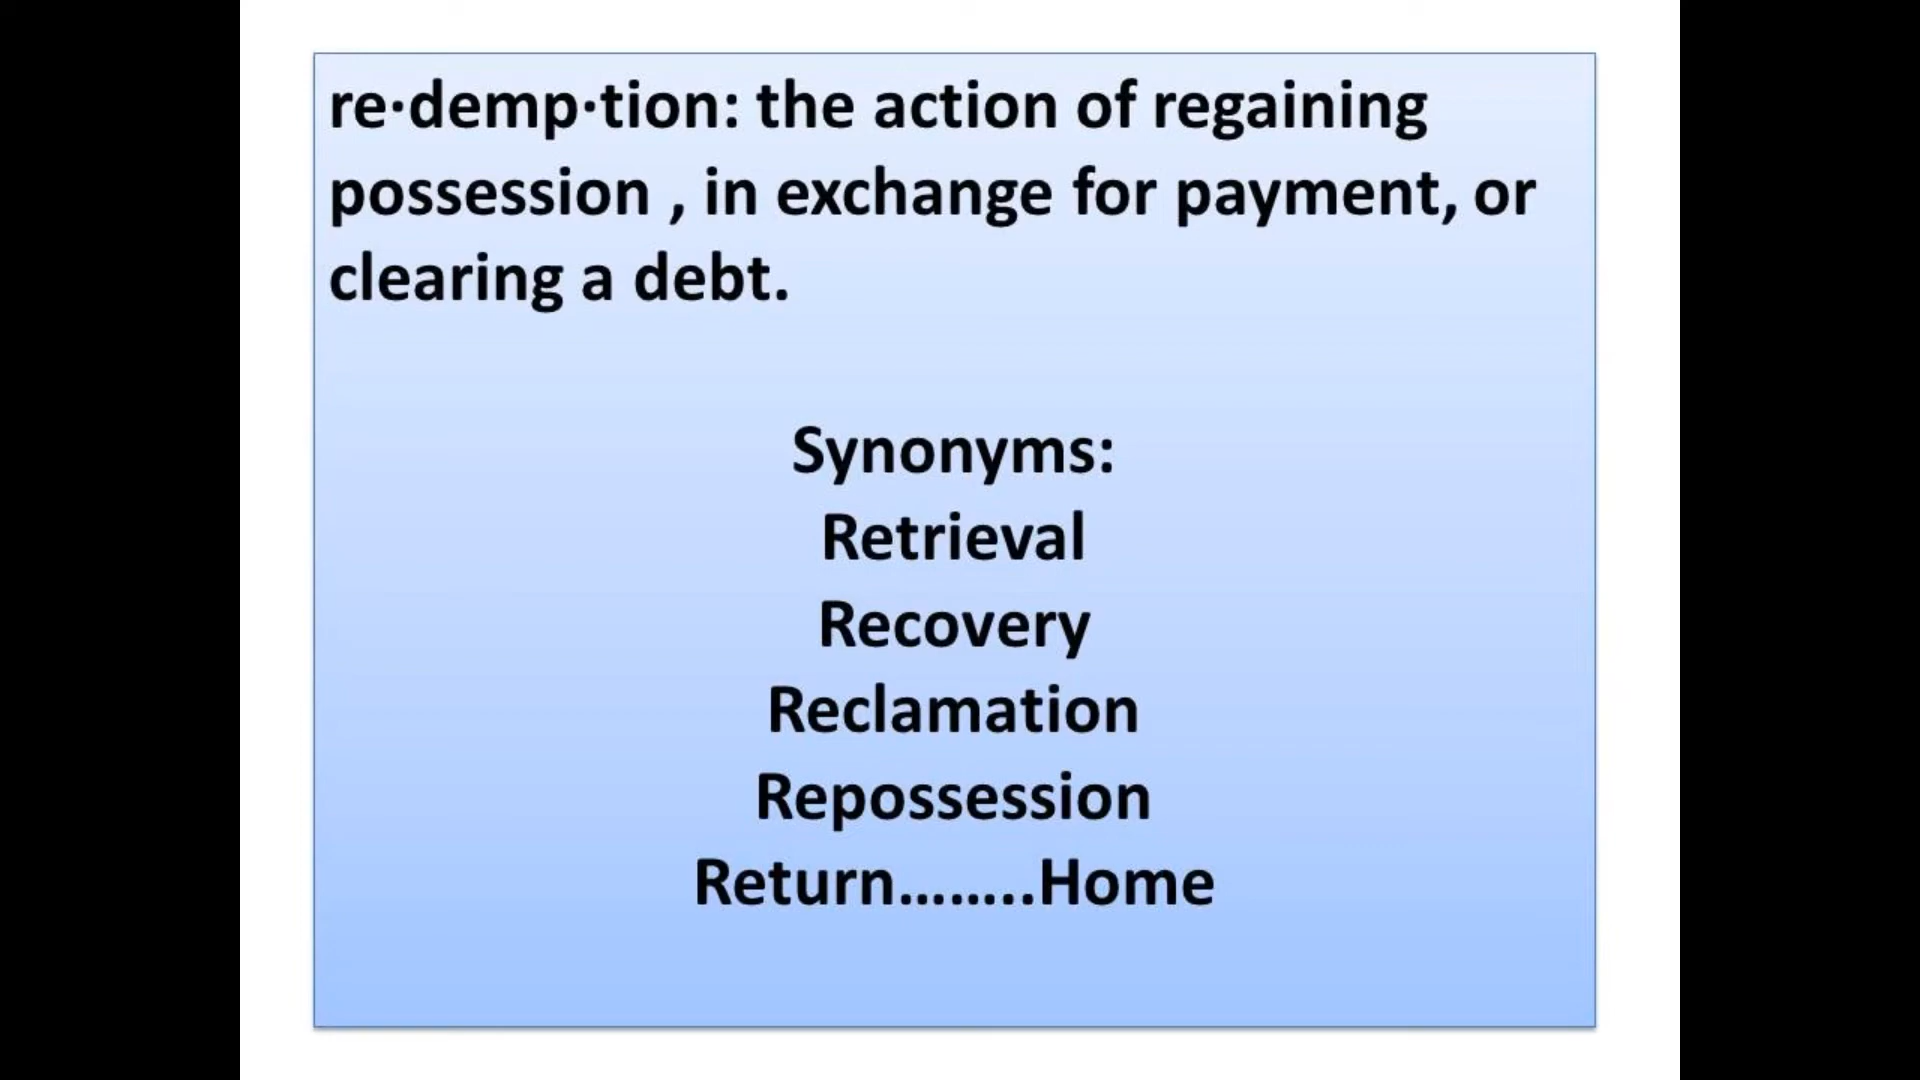 re·demp·tion: the action of regaining
possession , in exchange for payment, or
clearing a debt.
Synonyms:
Retrieval
Recovery
Reclamation
Repossession
Return……..Home